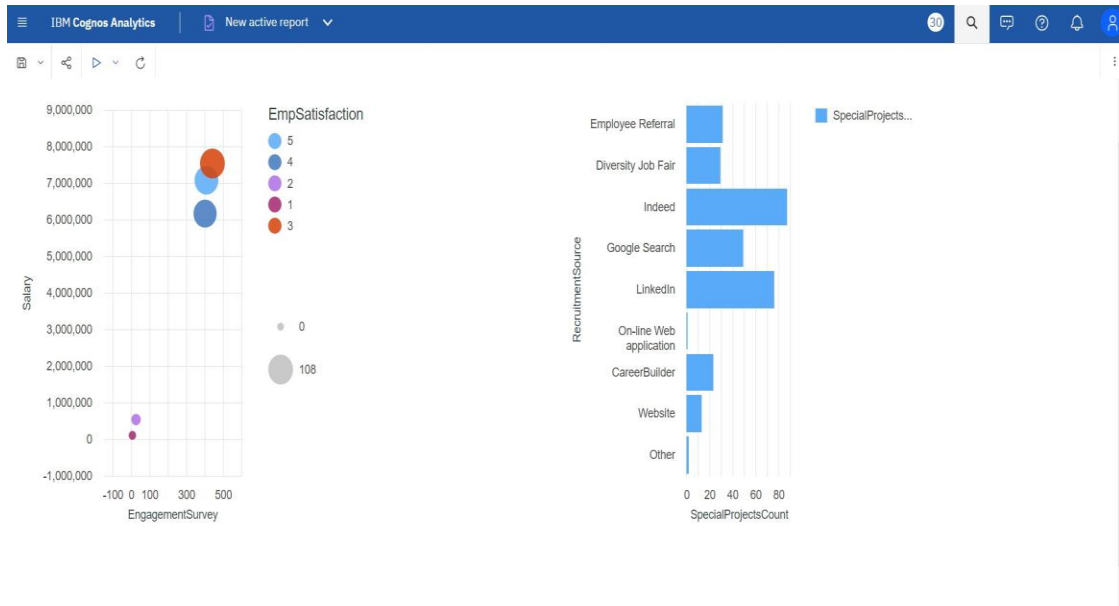 IBM Cognos Analytics
New active report
30
9,000,000
8,000,000
7,000,000
6,000,000
5,000,000
4,000,000
3,000,000
2,000,000
1,000,000
0
-1,000,000
Salary
-100 0 100 300 500
EngagementSurvey
EmpSatisfaction
5
4
2
1
3
0
108
RecruitmentSource
Employee Referral
Diversity Job Fair
Indeed
Google Search
LinkedIn
On-line Web
application
CareerBuilder
Website
Other
0 20 40 60 80
SpecialProjectsCount
SpecialProjects...